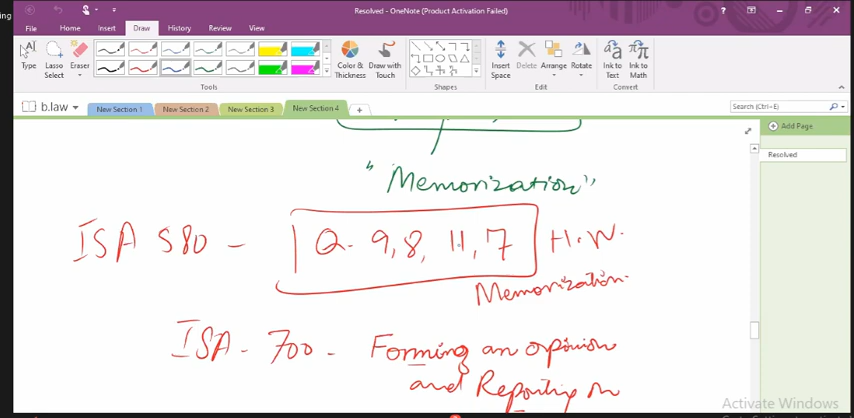 ing
Resolved - OneNote (Product Activation Failed)
File Home Insert Draw History Review View
Type Lasso Select Eraser Color & Thickness Draw with Touch Insert Space Delete Arrange Rotate Ink to Text Ink to Math
Tools Shapes Edit Convert
b.law New Section 1 New Section 2 New Section 3 New Section 4 Search (Ctrl+E)
Add Page
Resolved
"Memorization"
ISA 580 - Q. 9, 8, 11, 7 H.W.
Memorization
ISA - 700 - Forming an opinion
and Reporting on
Activate Windows